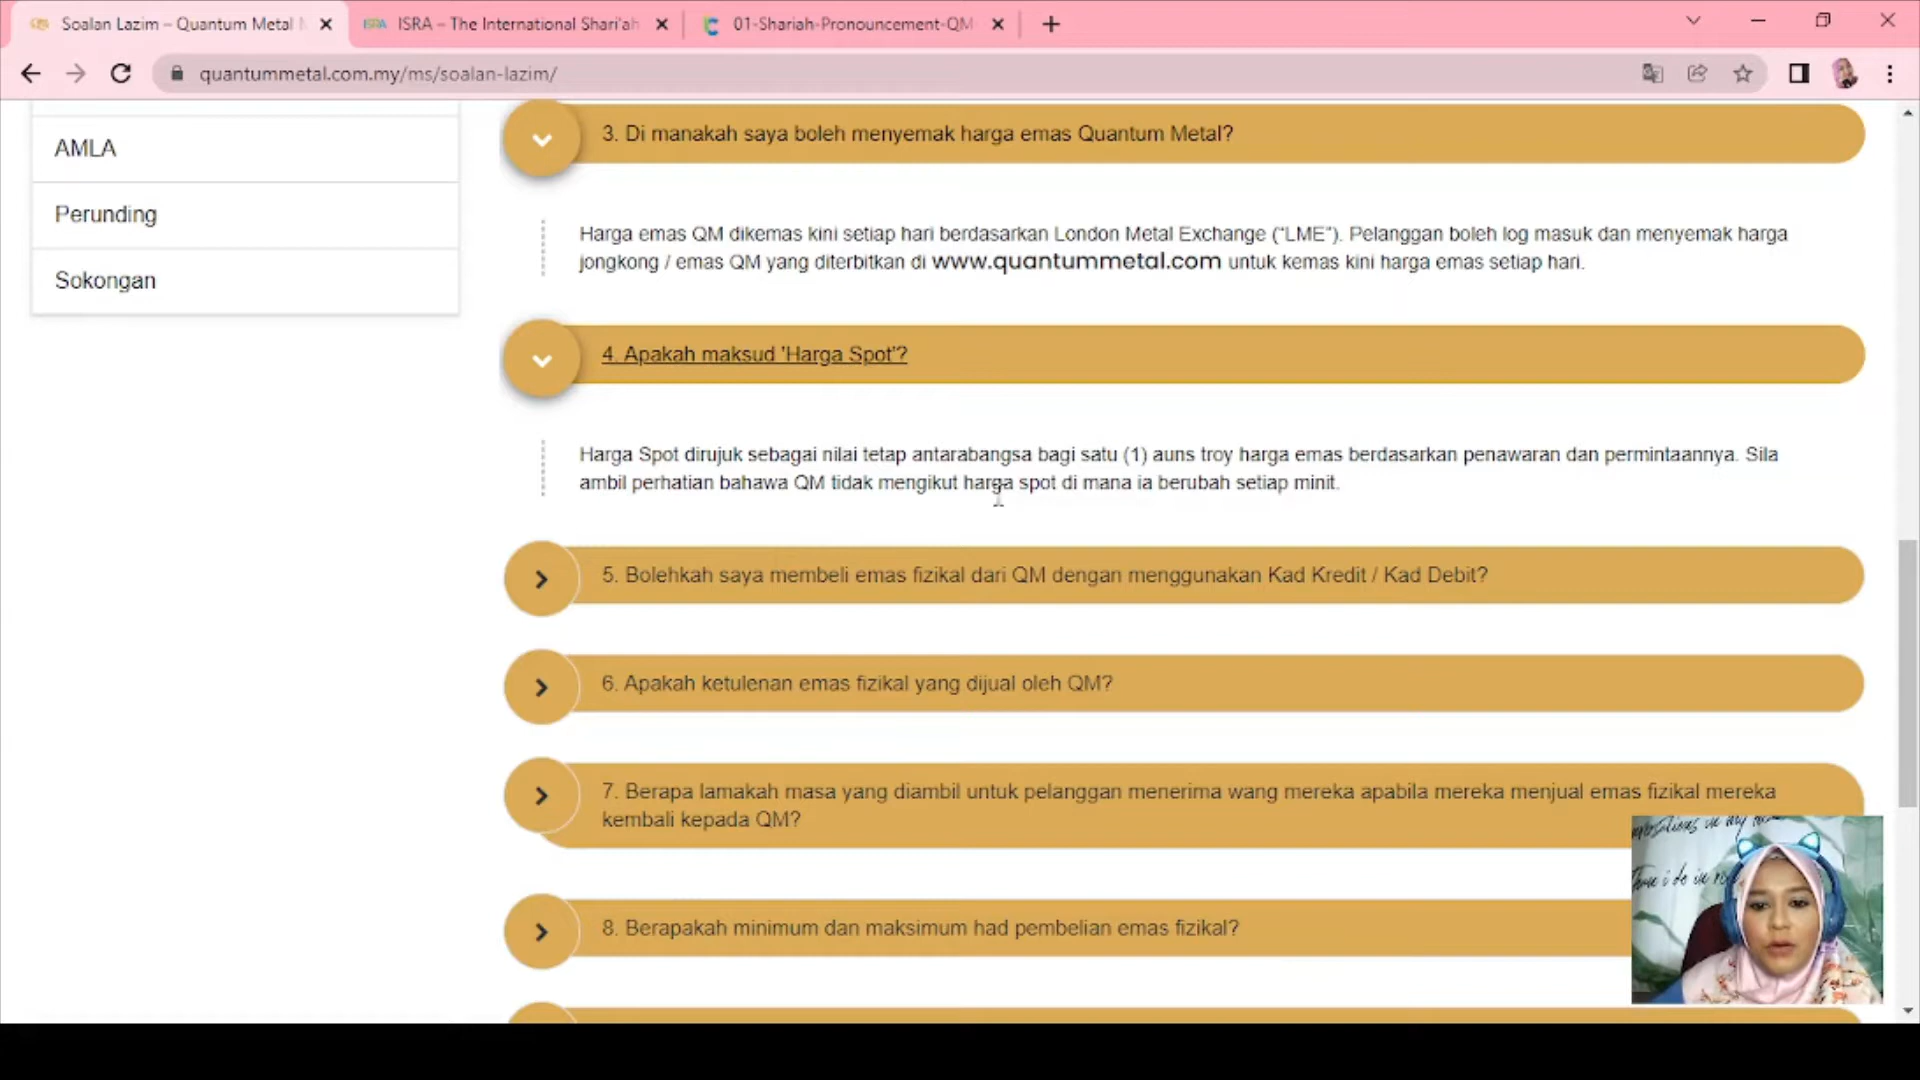 Soalan Lazim – Quantum Metal
ISRA – The International Shari'ah
01-Shariah-Pronouncement-QM
quantummetal.com.my/ms/soalan-lazim/
AMLA
Perunding
Sokongan
3. Di manakah saya boleh menyemak harga emas Quantum Metal?
Harga emas QM dikemas kini setiap hari berdasarkan London Metal Exchange (“LME”). Pelanggan boleh log masuk dan menyemak harga
jongkong / emas QM yang diterbitkan di www.quantummetal.com untuk kemas kini harga emas setiap hari.
4. Apakah maksud 'Harga Spot'?
Harga Spot dirujuk sebagai nilai tetap antarabangsa bagi satu (1) auns troy harga emas berdasarkan penawaran dan permintaannya. Sila
ambil perhatian bahawa QM tidak mengikut harga spot di mana ia berubah setiap minit.
5. Bolehkah saya membeli emas fizikal dari QM dengan menggunakan Kad Kredit / Kad Debit?
6. Apakah ketulenan emas fizikal yang dijual oleh QM?
7. Berapa lamakah masa yang diambil untuk pelanggan menerima wang mereka apabila mereka menjual emas fizikal mereka
kembali kepada QM?
8. Berapakah minimum dan maksimum had pembelian emas fizikal?